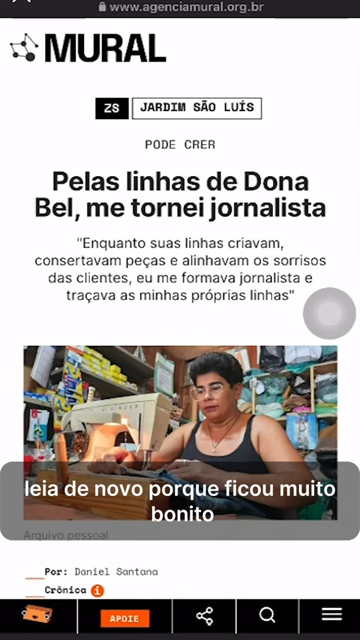 www.agenciamural.org.br
MURAL
ZS JARDIM SÃO LUÍS
PODE CRER
Pelas linhas de Dona
Bel, me tornei jornalista
"Enquanto suas linhas criavam,
consertavam peças e alinhavam os sorrisos
das clientes, eu me formava jornalista e
traçava as minhas próprias linhas"
SINGER
leia de novo porque ficou muito
bonito
Arquivo pessoal
Por: Daniel Santana
Crônica i
APOIE